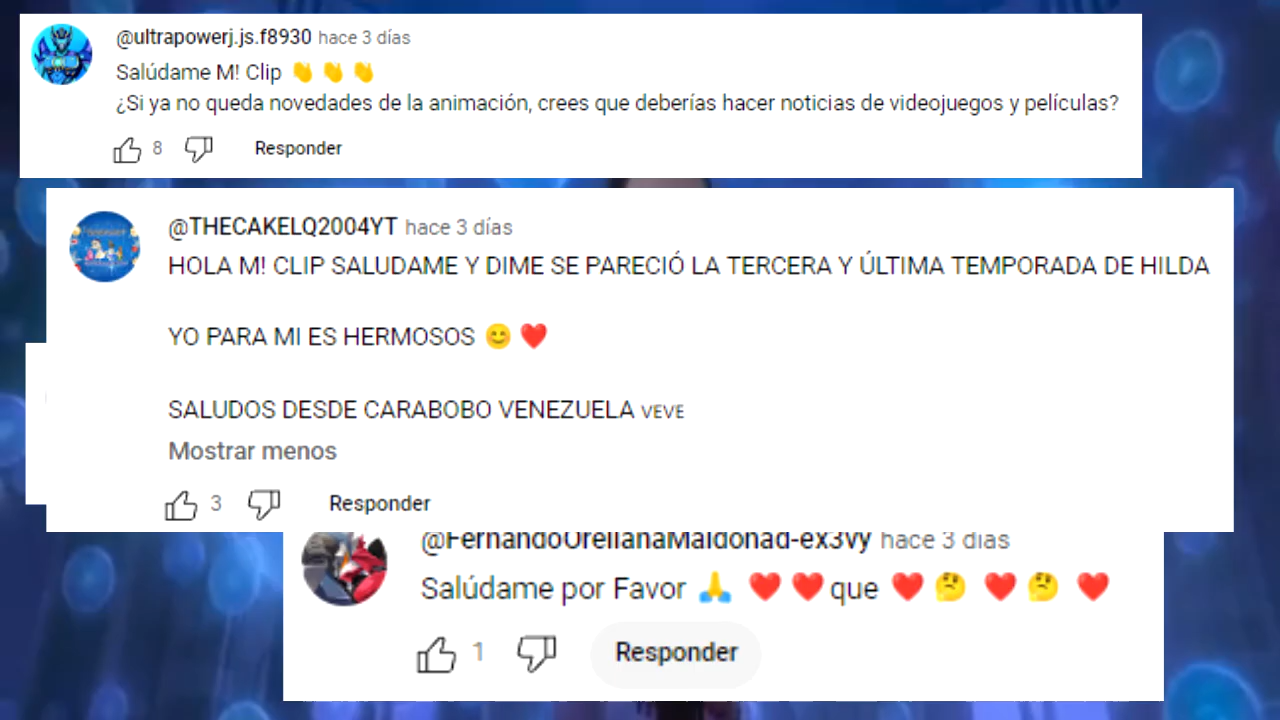 @ultrapowerj.js.f8930 hace 3 días
Salúdame M! Clip 👏 👏 👏
¿Si ya no queda novedades de la animación, crees que deberías hacer noticias de videojuegos y películas?
8 Responder
@THECAKELQ2004YT hace 3 días
HOLA M! CLIP SALUDAME Y DIME SE PARECIÓ LA TERCERA Y ÚLTIMA TEMPORADA DE HILDA
YO PARA MI ES HERMOSOS 😊 ❤️
SALUDOS DESDE CARABOBO VENEZUELA VEVE
Mostrar menos
3 Responder
@FernandoOrellanaMaldonad-ex3vy hace 3 días
Salúdame por Favor 🙏 ❤️ ❤️ que ❤️ 🤔 ❤️ 🤔 ❤️
1 Responder